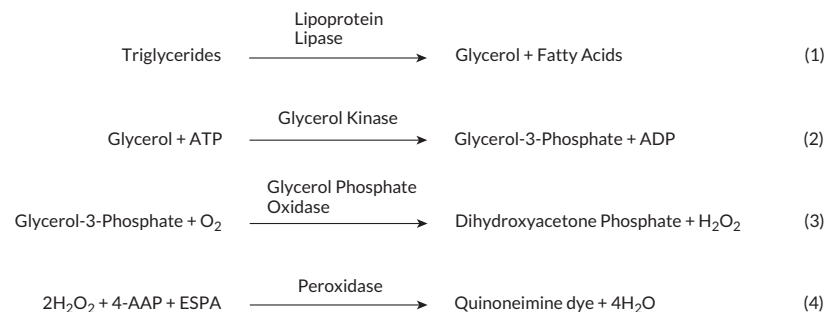 Triglycerides Lipoprotein Lipase Glycerol + Fatty Acids (1)
Glycerol + ATP Glycerol Kinase Glycerol-3-Phosphate + ADP (2)
Glycerol-3-Phosphate + O₂ Glycerol Phosphate Oxidase Dihydroxyacetone Phosphate + H₂O₂ (3)
2H₂O₂ + 4-AAP + ESPA Peroxidase Quinoneimine dye + 4H₂O (4)